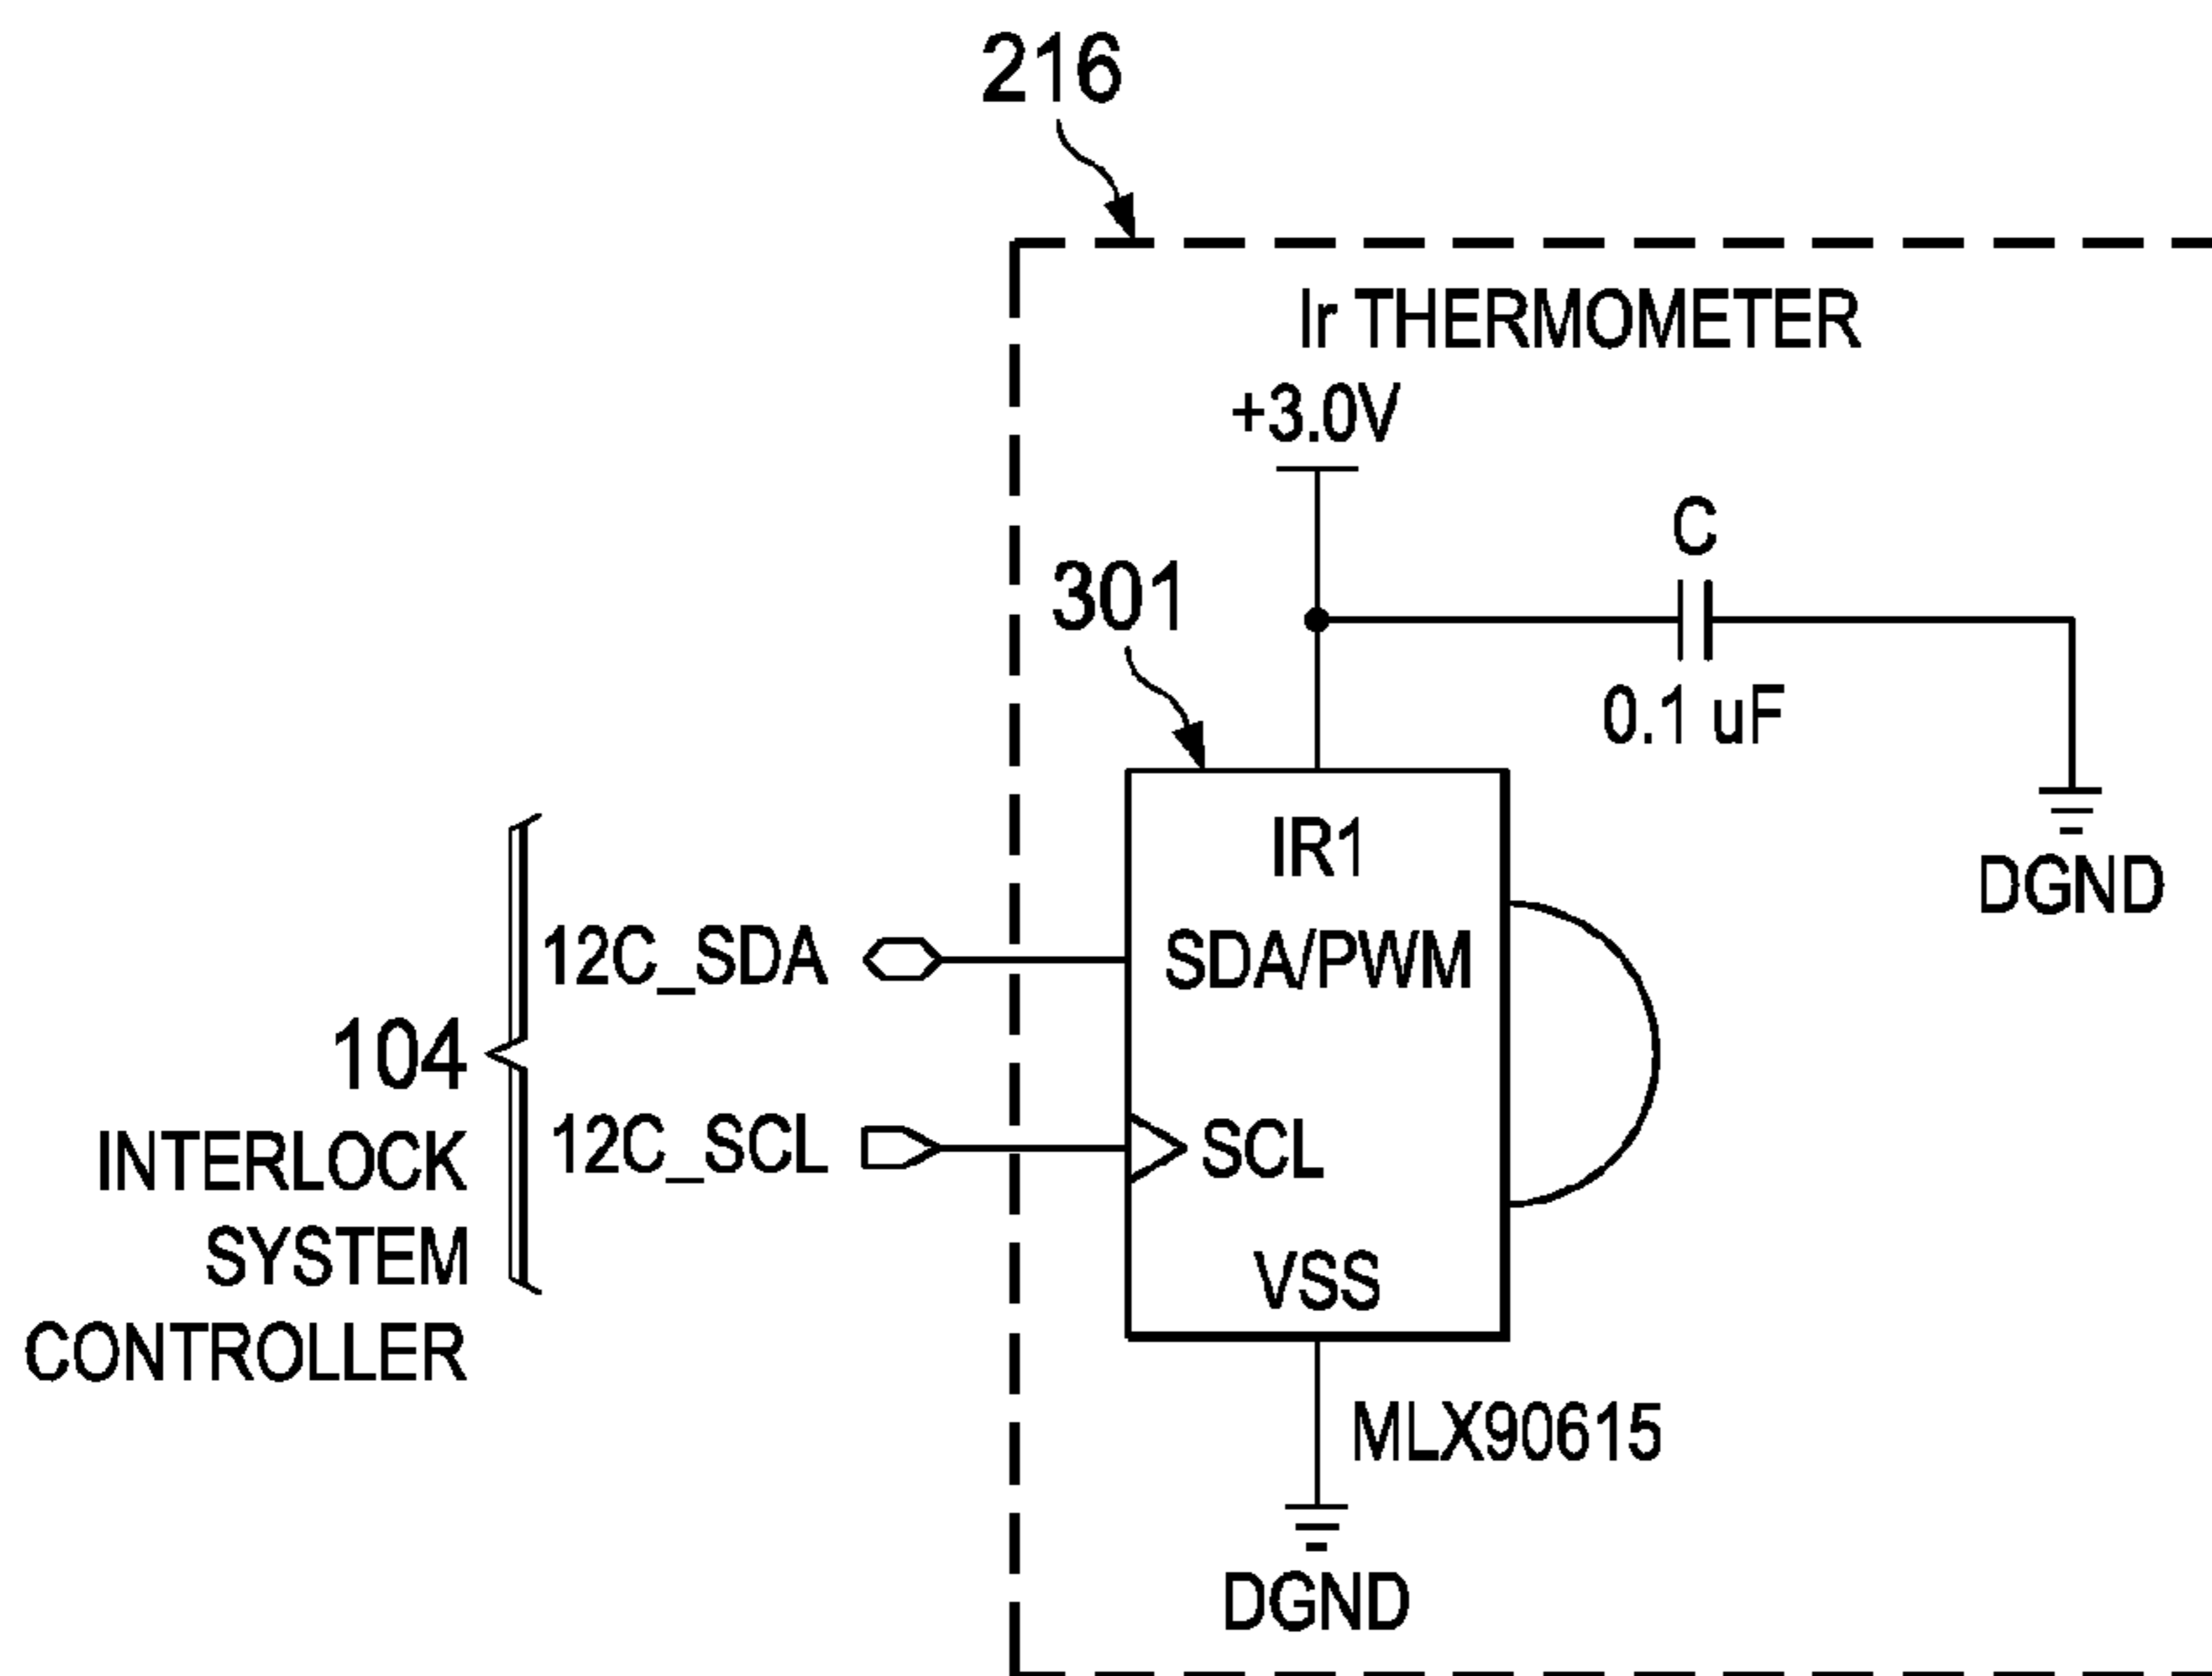 216
Ir THERMOMETER
+3.0V
C
301
0.1 uF
IR1
DGND
12C_SDA
SDA/PWM
104
INTERLOCK
SYSTEM
CONTROLLER
12C_SCL
SCL
VSS
MLX90615
DGND